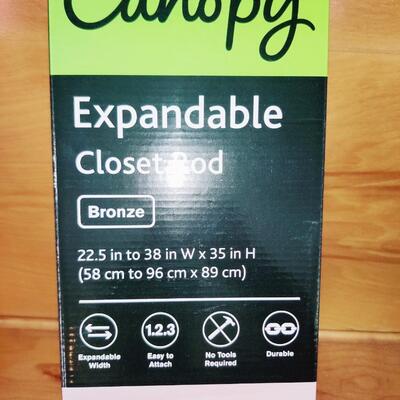 Canopy
Expandable
Closet Rod
Bronze
22.5 in to 38 in W x 35 in H
(58 cm to 96 cm x 89 cm)
1.2.3
Expandable Width
Easy to Attach
No Tools Required
Durable